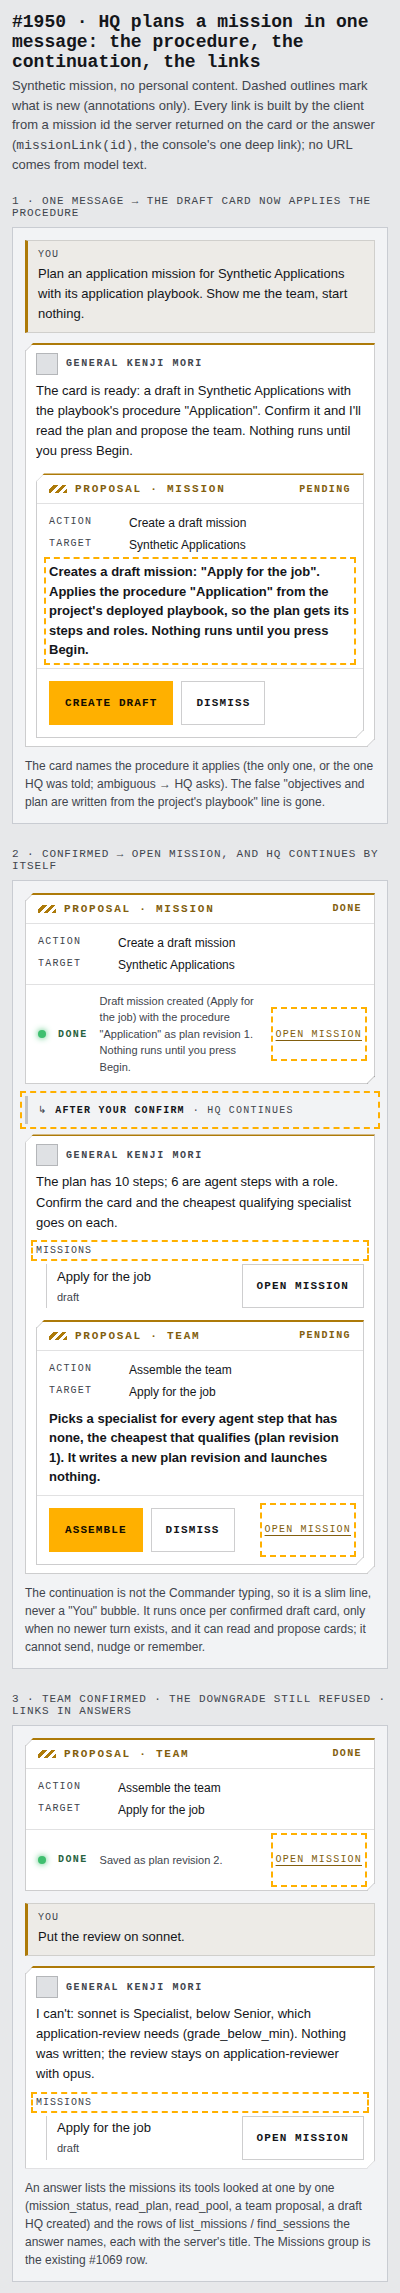 #1950 · HQ plans a mission in one
message: the procedure, the
continuation, the links
Synthetic mission, no personal content. Dashed outlines mark
what is new (annotations only). Every link is built by the client
from a mission id the server returned on the card or the answer
(missionLink(id), the console's one deep link); no URL
comes from model text.
1 · ONE MESSAGE → THE DRAFT CARD NOW APPLIES THE
PROCEDURE
YOU
Plan an application mission for Synthetic Applications
with its application playbook. Show me the team, start
nothing.
GENERAL KENJI MORI
The card is ready: a draft in Synthetic Applications with
the playbook's procedure "Application". Confirm it and I'll
read the plan and propose the team. Nothing runs until
you press Begin.
PROPOSAL · MISSION PENDING
ACTION Create a draft mission
TARGET Synthetic Applications
Creates a draft mission: "Apply for the job".
Applies the procedure "Application" from the
project's deployed playbook, so the plan gets its
steps and roles. Nothing runs until you press
Begin.
CREATE DRAFT DISMISS
The card names the procedure it applies (the only one, or the one
HQ was told; ambiguous → HQ asks). The false "objectives and
plan are written from the project's playbook" line is gone.
2 · CONFIRMED → OPEN MISSION, AND HQ CONTINUES BY
ITSELF
PROPOSAL · MISSION DONE
ACTION Create a draft mission
TARGET Synthetic Applications
DONE
Draft mission created (Apply for
the job) with the procedure
"Application" as plan revision 1.
Nothing runs until you press
Begin.
OPEN MISSION
↳ AFTER YOUR CONFIRM · HQ CONTINUES
GENERAL KENJI MORI
The plan has 10 steps; 6 are agent steps with a role.
Confirm the card and the cheapest qualifying specialist
goes on each.
MISSIONS
Apply for the job
draft
OPEN MISSION
PROPOSAL · TEAM PENDING
ACTION Assemble the team
TARGET Apply for the job
Picks a specialist for every agent step that has
none, the cheapest that qualifies (plan revision
1). It writes a new plan revision and launches
nothing.
ASSEMBLE DISMISS OPEN MISSION
The continuation is not the Commander typing, so it is a slim line,
never a "You" bubble. It runs once per confirmed draft card, only
when no newer turn exists, and it can read and propose cards; it
cannot send, nudge or remember.
3 · TEAM CONFIRMED · THE DOWNGRADE STILL REFUSED ·
LINKS IN ANSWERS
PROPOSAL · TEAM DONE
ACTION Assemble the team
TARGET Apply for the job
DONE Saved as plan revision 2. OPEN MISSION
YOU
Put the review on sonnet.
GENERAL KENJI MORI
I can't: sonnet is Specialist, below Senior, which
application-review needs (grade_below_min). Nothing
was written; the review stays on application-reviewer
with opus.
MISSIONS
Apply for the job
draft
OPEN MISSION
An answer lists the missions its tools looked at one by one
(mission_status, read_plan, read_pool, a team proposal, a draft
HQ created) and the rows of list_missions / find_sessions the
answer names, each with the server's title. The Missions group is
the existing #1069 row.